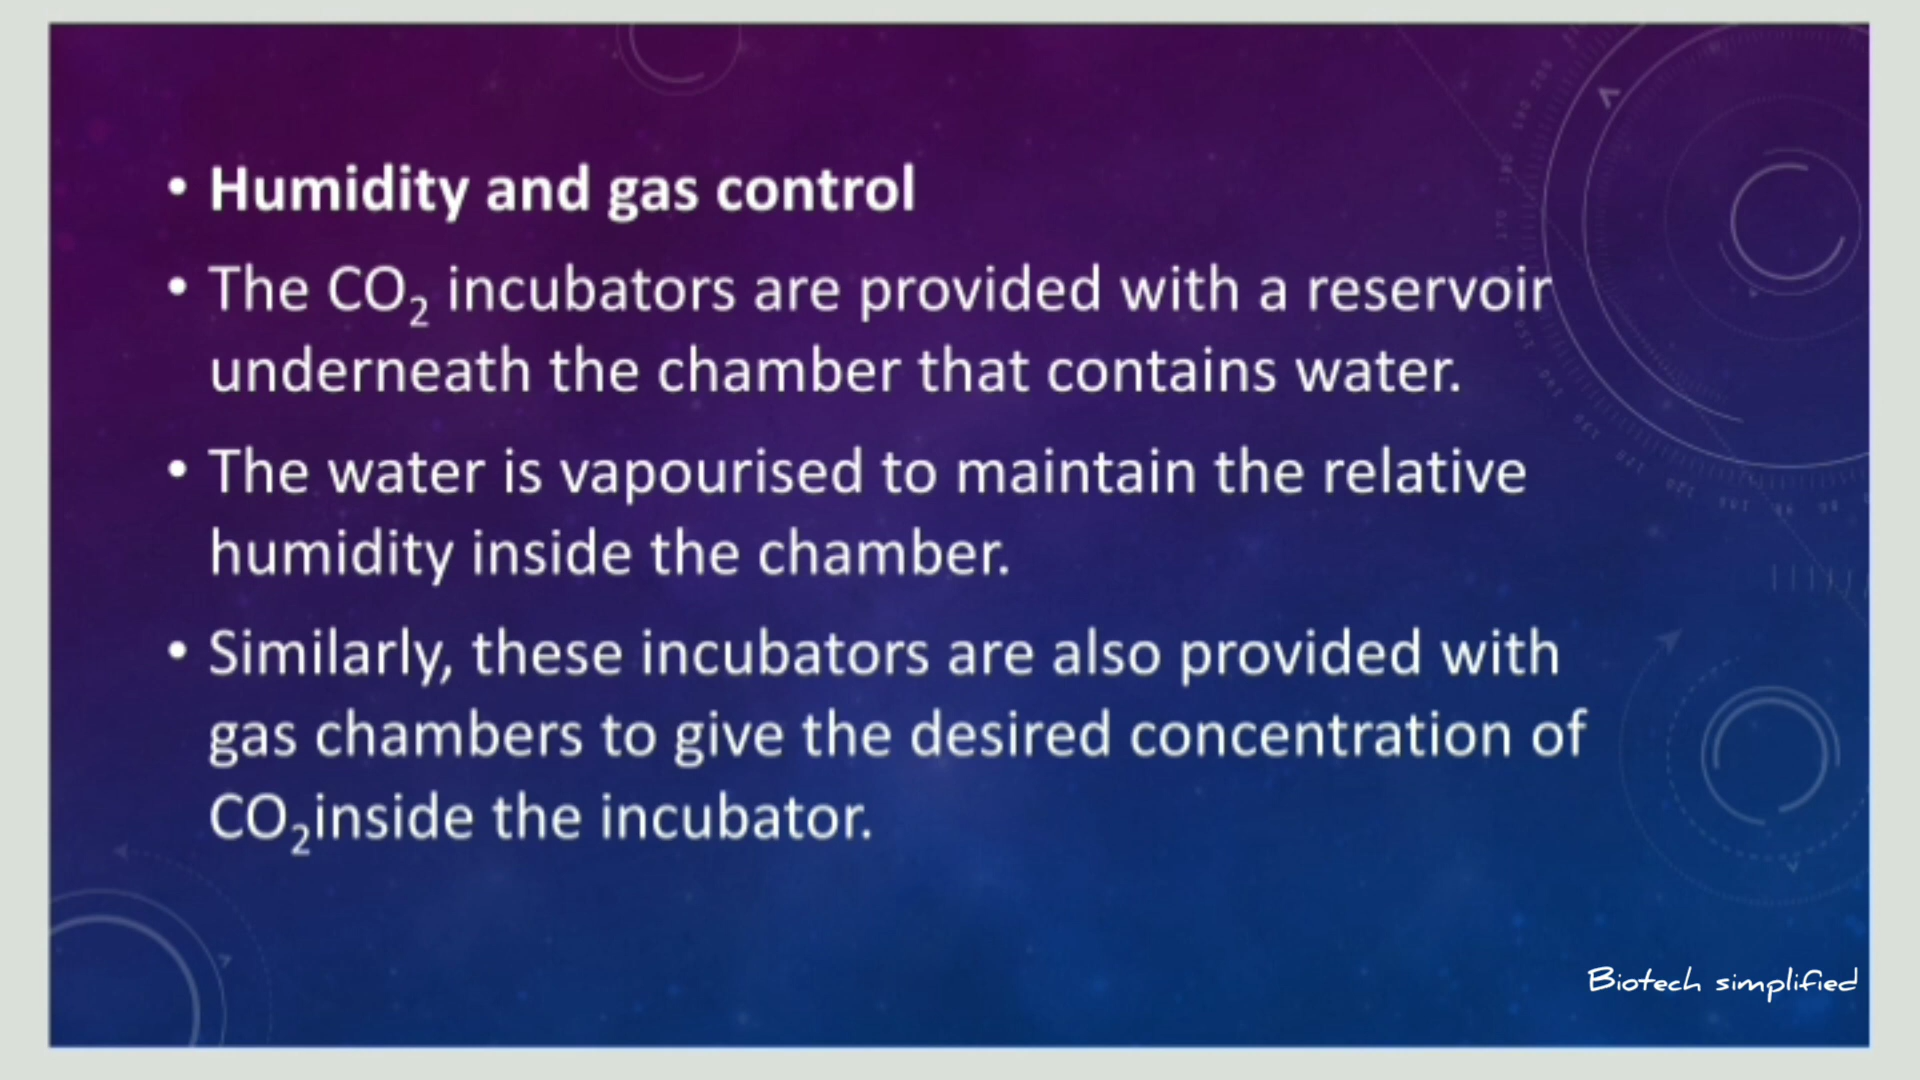 • Humidity and gas control
• The CO₂ incubators are provided with a reservoir
underneath the chamber that contains water.
• The water is vapourised to maintain the relative
humidity inside the chamber.
• Similarly, these incubators are also provided with
gas chambers to give the desired concentration of
CO₂inside the incubator.
Biotech simplified